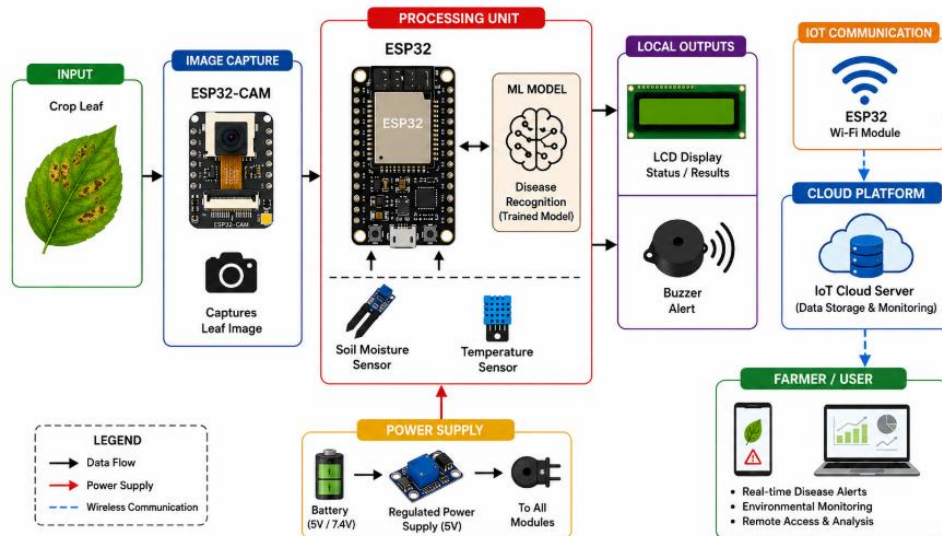 INPUT
Crop Leaf
IMAGE CAPTURE
ESP32-CAM
ESP32-CAM
Captures
Leaf Image
PROCESSING UNIT
ESP32
ESP32
ML MODEL
Disease
Recognition
(Trained Model)
Soil Moisture
Sensor
Temperature
Sensor
LOCAL OUTPUTS
LCD Display
Status / Results
Buzzer
Alert
IOT COMMUNICATION
ESP32
Wi-Fi Module
CLOUD PLATFORM
IoT Cloud Server
(Data Storage & Monitoring)
FARMER / USER
• Real-time Disease Alerts
• Environmental Monitoring
• Remote Access & Analysis
POWER SUPPLY
Battery
(5V / 7.4V)
Regulated Power
Supply (5V)
To All
Modules
LEGEND
Data Flow
Power Supply
Wireless Communication